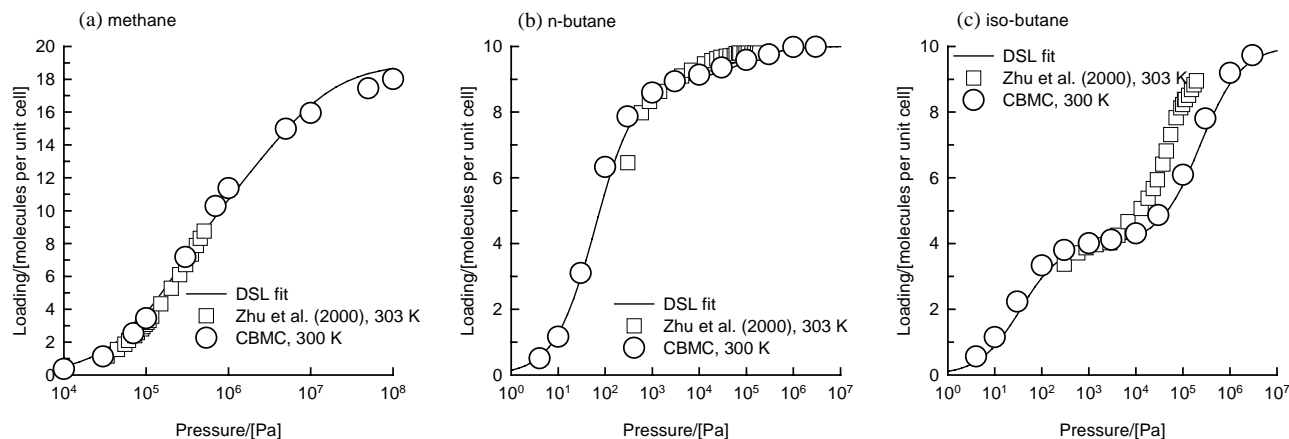 (a) methane
Loading/[molecules per unit cell]
20
18
16
14
12
10
8
6
4
2
0
DSL fit
Zhu et al. (2000), 303 K
CBMC, 300 K
10⁴ 10⁵ 10⁶ 10⁷ 10⁸
Pressure/[Pa]
(b) n-butane
Loading/[molecules per unit cell]
10
8
6
4
2
0
DSL fit
Zhu et al. (2000), 303 K
CBMC, 300 K
10⁰ 10¹ 10² 10³ 10⁴ 10⁵ 10⁶ 10⁷
Pressure/[Pa]
(c) iso-butane
Loading/[molecules per unit cell]
10
8
6
4
2
0
DSL fit
Zhu et al. (2000), 303 K
CBMC, 300 K
10⁰ 10¹ 10² 10³ 10⁴ 10⁵ 10⁶ 10⁷
Pressure/[Pa]